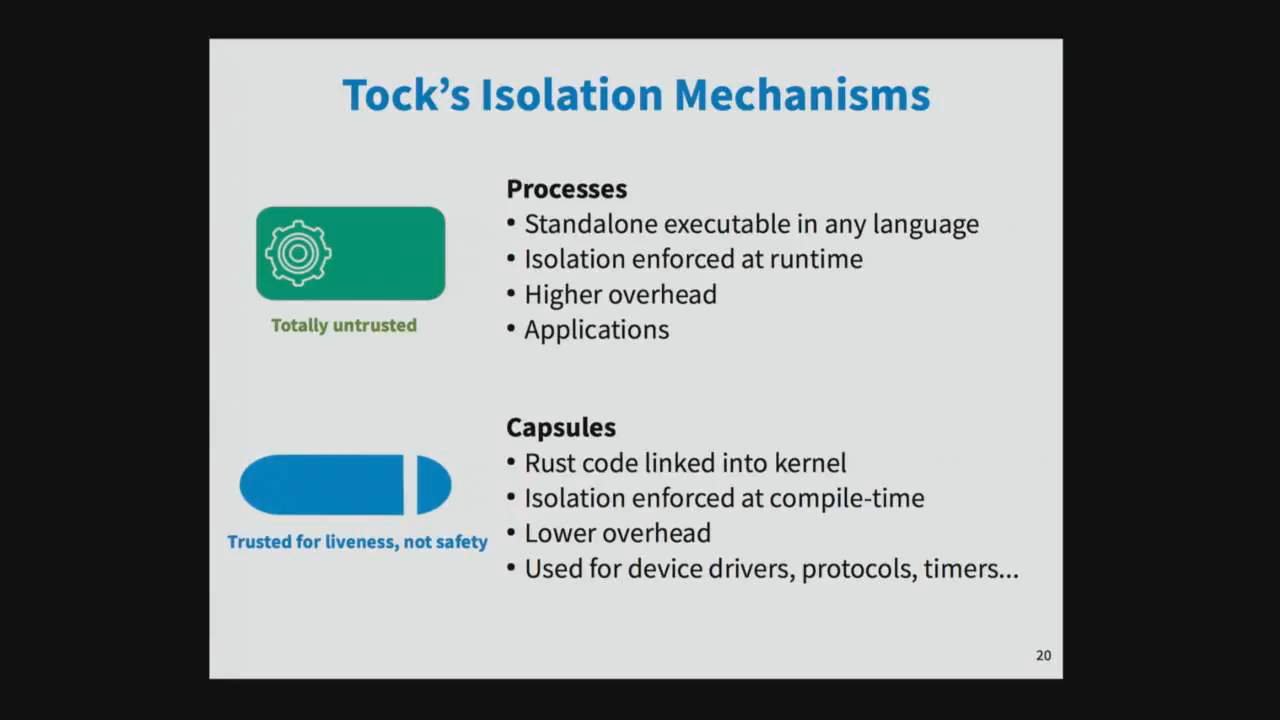 Tock’s Isolation Mechanisms
Processes
• Standalone executable in any language
• Isolation enforced at runtime
• Higher overhead
• Applications
Totally untrusted
Capsules
• Rust code linked into kernel
• Isolation enforced at compile-time
• Lower overhead
• Used for device drivers, protocols, timers...
Trusted for liveness, not safety
20